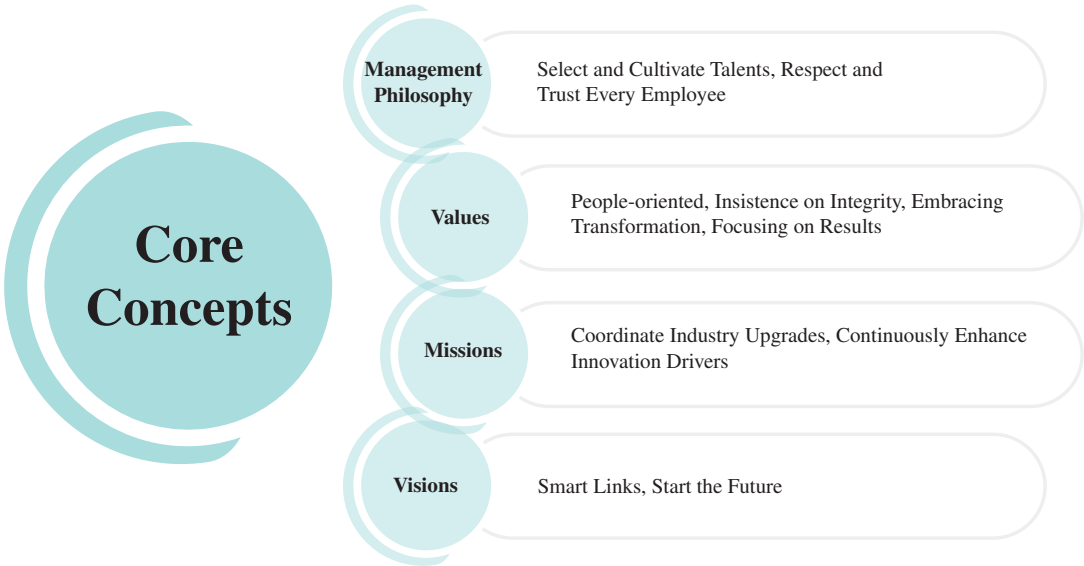 Core
Concepts
Management
Philosophy
Select and Cultivate Talents, Respect and
Trust Every Employee
Values
People-oriented, Insistence on Integrity, Embracing
Transformation, Focusing on Results
Missions
Coordinate Industry Upgrades, Continuously Enhance
Innovation Drivers
Visions
Smart Links, Start the Future